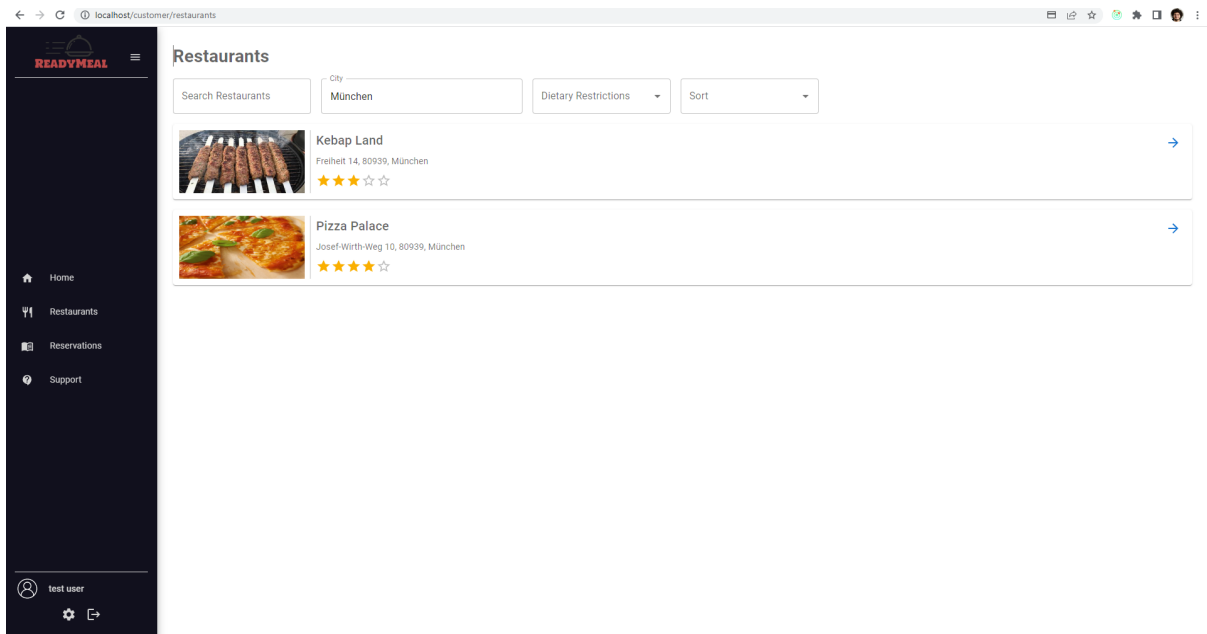 localhost/customer/restaurants
READYMEAL
Restaurants
Search Restaurants
City
München
Dietary Restrictions
Sort
Kebap Land
Freiheit 14, 80939, München
Pizza Palace
Josef-Wirth-Weg 10, 80939, München
Home
Restaurants
Reservations
Support
test user